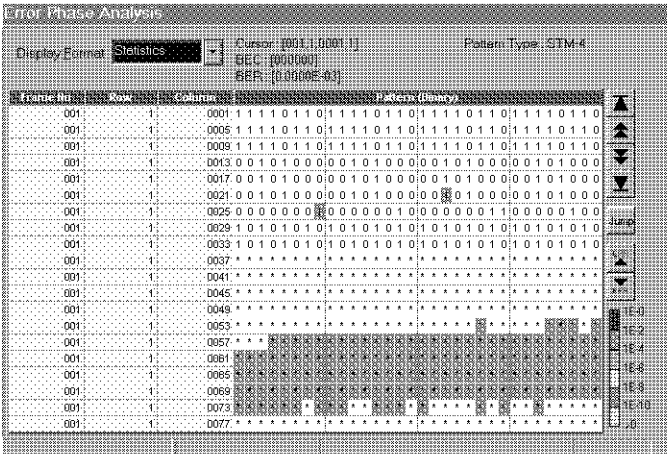 Error Phase Analysis
Display Format Statistics
Cursor : [001,1,0001.1]
Pattern Type : STM-4
BEC : [000000]
BER : [0.0000E-03]
Frame No. Row Column Pattern (Binary)
001 1 0001 1 1 1 1 0 1 1 0 1 1 1 1 0 1 1 0 1 1 1 1 0 1 1 0 1 1 1 1 0 1 1 0
001 1 0005 1 1 1 1 0 1 1 0 1 1 1 1 0 1 1 0 1 1 1 1 0 1 1 0 1 1 1 1 0 1 1 0
001 1 0009 1 1 1 1 0 1 1 0 1 1 1 1 0 1 1 0 1 1 1 1 0 1 1 0 1 1 1 1 0 1 1 0
001 1 0013 0 0 1 0 1 0 0 0 0 0 1 0 1 0 0 0 0 0 1 0 1 0 0 0 0 0 1 0 1 0 0 0
001 1 0017 0 0 1 0 1 0 0 0 0 0 1 0 1 0 0 0 0 0 1 0 1 0 0 0 0 0 1 0 1 0 0 0
001 1 0021 0 0 1 0 1 0 0 0 0 0 1 0 1 0 0 0 0 0 1 0 1 0 0 0 0 0 1 0 1 0 0 0
001 1 0025 0 0 0 0 0 0 0 0 0 0 0 0 0 1 0 0 0 0 0 0 1 1 0 0 0 0 0 1 0 0
001 1 0029 1 0 1 0 1 0 1 0 1 0 1 0 1 0 1 0 1 0 1 0 1 0 1 0 1 0 1 0 1 0 1 0
001 1 0033 1 0 1 0 1 0 1 0 1 0 1 0 1 0 1 0 1 0 1 0 1 0 1 0 1 0 1 0 1 0 1 0
001 1 0037 * * * * * * * * * * * * * * * * * * * * * * * * * * * * * * * *
001 1 0041 * * * * * * * * * * * * * * * * * * * * * * * * * * * * * * * *
001 1 0045 * * * * * * * * * * * * * * * * * * * * * * * * * * * * * * * *
001 1 0049 * * * * * * * * * * * * * * * * * * * * * * * * * * * * * * * *
001 1 0053 * * * * * * * * * * * * * * * * * * * * * * * * * * * * * * * *
001 1 0057 * * * * * * * * * * * * * * * * * * * * * * * * * * * * * * * *
001 1 0061 * * * * * * * * * * * * * * * * * * * * * * * * * * * * * * * *
001 1 0065 * * * * * * * * * * * * * * * * * * * * * * * * * * * * * * * *
001 1 0069 * * * * * * * * * * * * * * * * * * * * * * * * * * * * * * * *
001 1 0073 * * * * * * * * * * * * * * * * * * * * * * * * * * * * * * * *
001 1 0077 * * * * * * * * * * * * * * * * * * * * * * * * * * * * * * * *
Jump
1E-0
1E-2
1E-4
1E-6
1E-8
1E-10